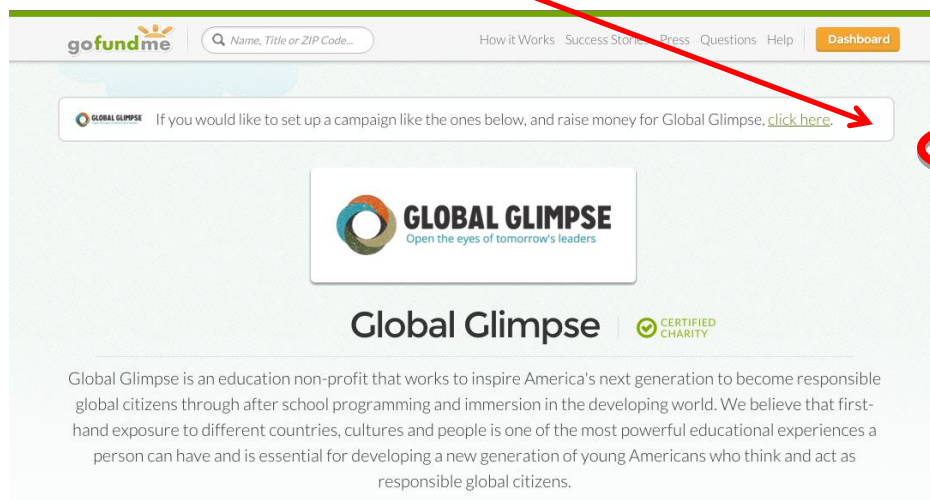 gofundme
Name, Title or ZIP Code...
How it Works Success Stories Press Questions Help Dashboard
GLOBAL GLIMPSE If you would like to set up a campaign like the ones below, and raise money for Global Glimpse, click here.
GLOBAL GLIMPSE
Open the eyes of tomorrow's leaders
Global Glimpse
CERTIFIED
CHARITY
Global Glimpse is an education non-profit that works to inspire America's next generation to become responsible
global citizens through after school programming and immersion in the developing world. We believe that first-
hand exposure to different countries, cultures and people is one of the most powerful educational experiences a
person can have and is essential for developing a new generation of young Americans who think and act as
responsible global citizens.